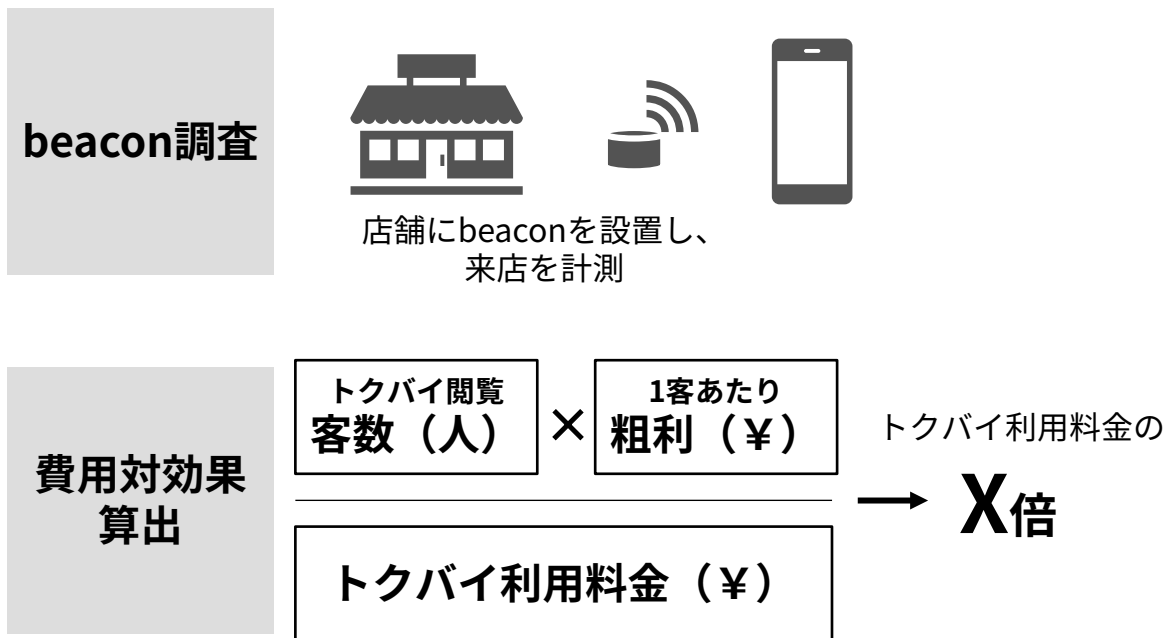 beacon調査
店舗にbeaconを設置し、
来店を計測
費用対効果
算出
トクバイ閲覧
客数（人）
×
1客あたり
粗利（￥）
トクバイ利用料金（￥）
トクバイ利用料金の
X倍